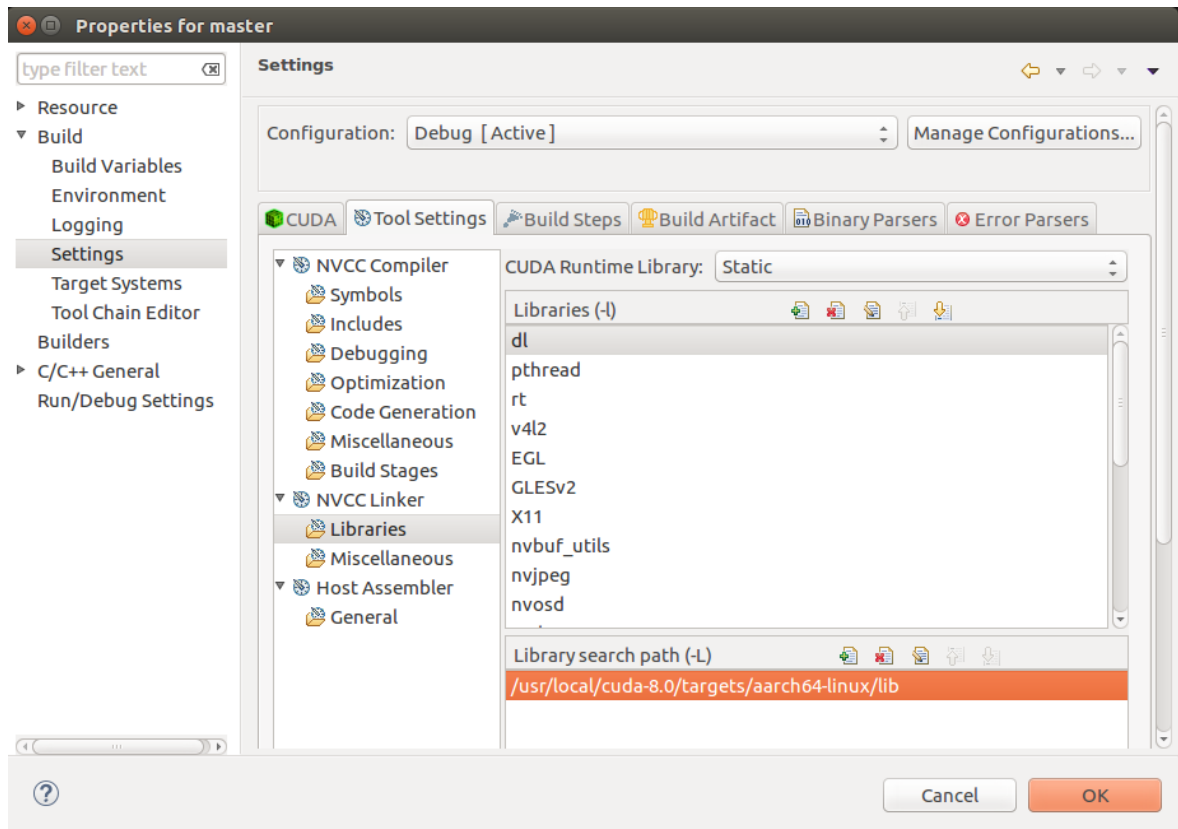 Properties for master
type filter text
Settings
Resource
Build
Build Variables
Environment
Logging
Settings
Target Systems
Tool Chain Editor
Builders
C/C++ General
Run/Debug Settings
Configuration: Debug [Active] Manage Configurations...
CUDA Tool Settings Build Steps Build Artifact Binary Parsers Error Parsers
NVCC Compiler
Symbols
Includes
Debugging
Optimization
Code Generation
Miscellaneous
Build Stages
NVCC Linker
Libraries
Miscellaneous
Host Assembler
General
CUDA Runtime Library: Static
Libraries (-l)
dl
pthread
rt
v4l2
EGL
GLESv2
X11
nvbuf_utils
nvjpeg
nvosd
Library search path (-L)
/usr/local/cuda-8.0/targets/aarch64-linux/lib
Cancel OK